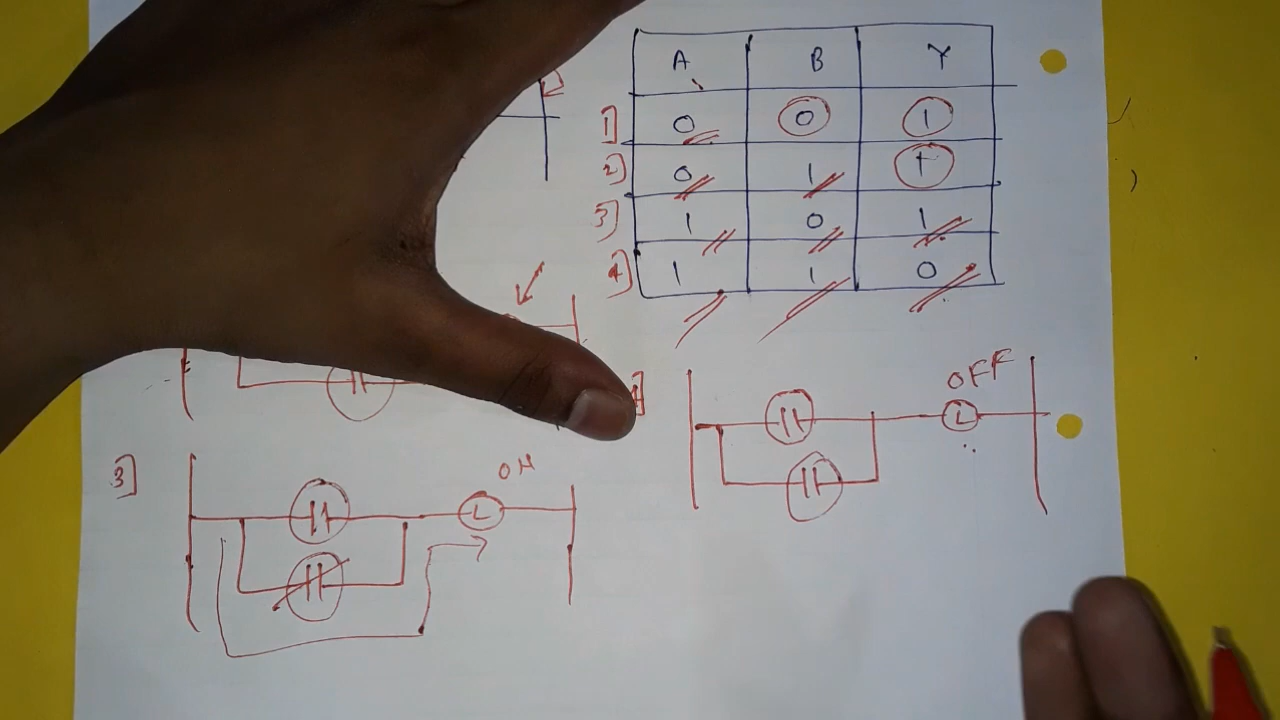 A B Y
1] 0 0 1
2] 0 1 1
3] 1 0 1
4] 1 1 0
OFF
L
3]
ON
L